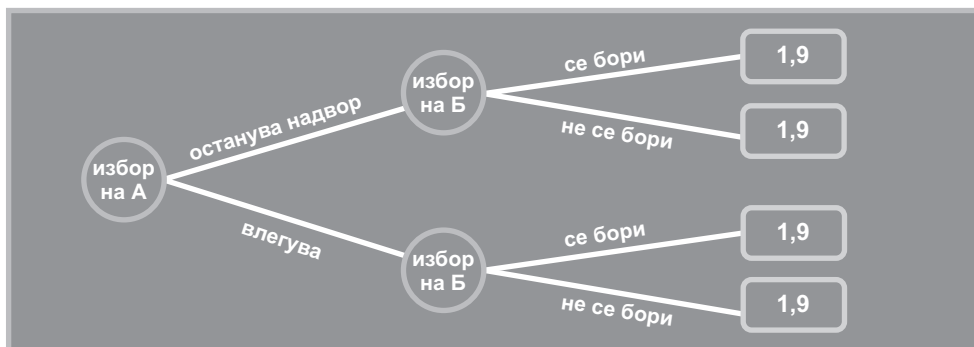 избор
на А
останува надвор
влегува
избор
на Б
се бори
не се бори
1,9
1,9
избор
на Б
се бори
не се бори
1,9
1,9